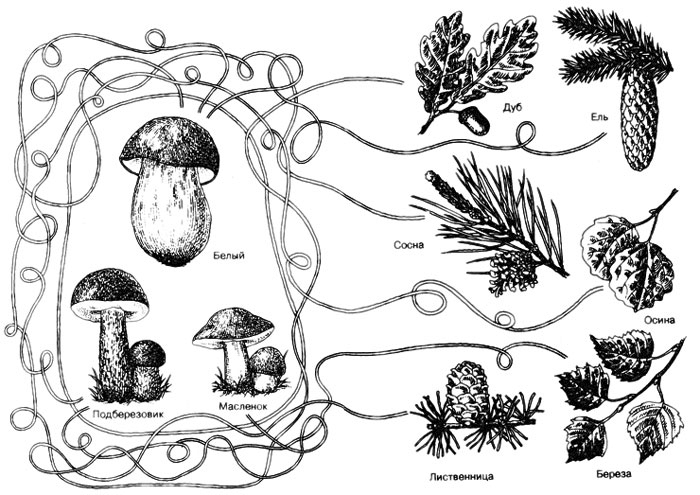 Дуб
Ель
Белый
Сосна
Осина
Подберезовик
Масленок
Лиственница
Береза